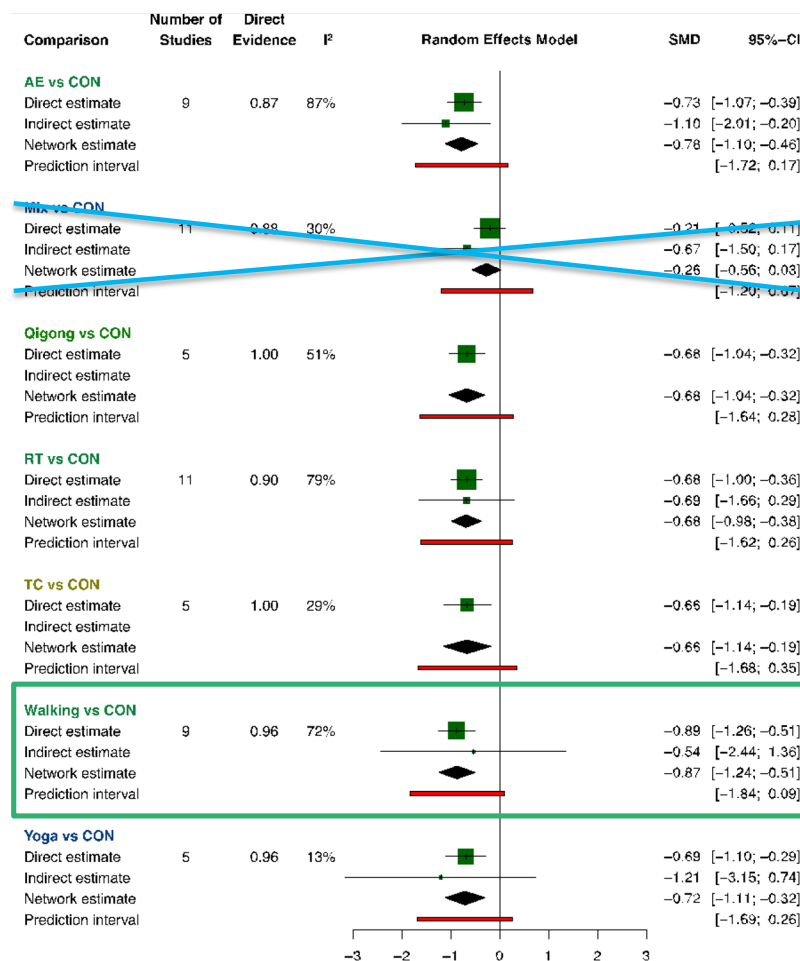 Number of Direct
Comparison Studies Evidence I² Random Effects Model SMD 95%−CI
AE vs CON
Direct estimate 9 0.87 87% −0.73 [−1.07; −0.39]
Indirect estimate −1.10 [−2.01; −0.20]
Network estimate −0.78 [−1.10; −0.46]
Prediction interval [−1.72; 0.17]
Mix vs CON
Direct estimate 11 0.88 30% −0.21 [−0.52; 0.11]
Indirect estimate −0.67 [−1.50; 0.17]
Network estimate −0.26 [−0.56; 0.03]
Prediction interval [−1.20; 0.67]
Qigong vs CON
Direct estimate 5 1.00 51% −0.68 [−1.04; −0.32]
Indirect estimate
Network estimate −0.68 [−1.04; −0.32]
Prediction interval [−1.64; 0.28]
RT vs CON
Direct estimate 11 0.90 79% −0.68 [−1.00; −0.36]
Indirect estimate −0.69 [−1.66; 0.29]
Network estimate −0.68 [−0.98; −0.38]
Prediction interval [−1.62; 0.26]
TC vs CON
Direct estimate 5 1.00 29% −0.66 [−1.14; −0.19]
Indirect estimate
Network estimate −0.66 [−1.14; −0.19]
Prediction interval [−1.68; 0.35]
Walking vs CON
Direct estimate 9 0.96 72% −0.89 [−1.26; −0.51]
Indirect estimate −0.54 [−2.44; 1.36]
Network estimate −0.87 [−1.24; −0.51]
Prediction interval [−1.84; 0.09]
Yoga vs CON
Direct estimate 5 0.96 13% −0.69 [−1.10; −0.29]
Indirect estimate −1.21 [−3.15; 0.74]
Network estimate −0.72 [−1.11; −0.32]
Prediction interval [−1.69; 0.26]
−3 −2 −1 0 1 2 3